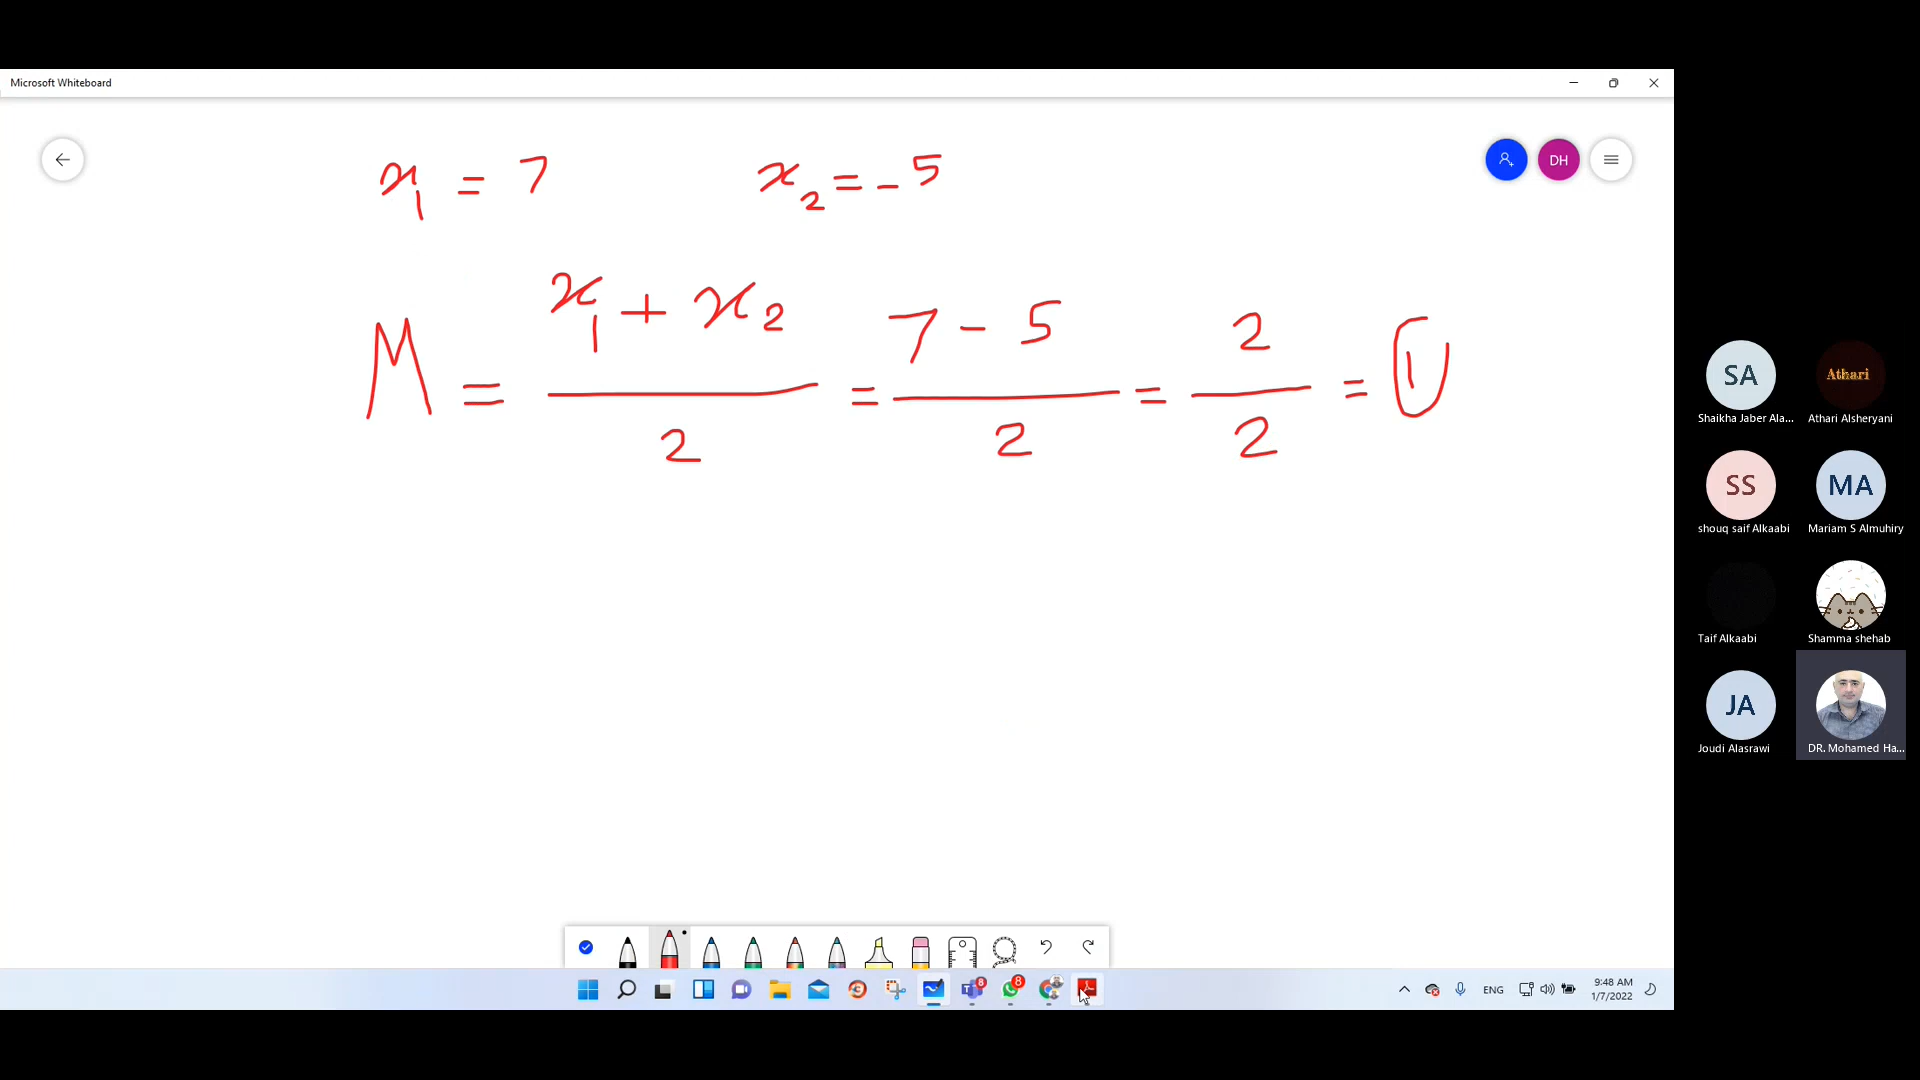 Microsoft Whiteboard
DH
x₁ = 7    x₂ = - 5
M = (x₁ + x₂)/2 = (7 - 5)/2 = 2/2 = 1
SA
Shaikha Jaber Ala...
Athari
Athari Alsheryani
SS
shouq saif Alkaabi
MA
Mariam S Almuhiry
Taif Alkaabi
Shamma shehab
JA
Joudi Alasrawi
DR. Mohamed Ha...
8
8
ENG
9:48 AM
1/7/2022